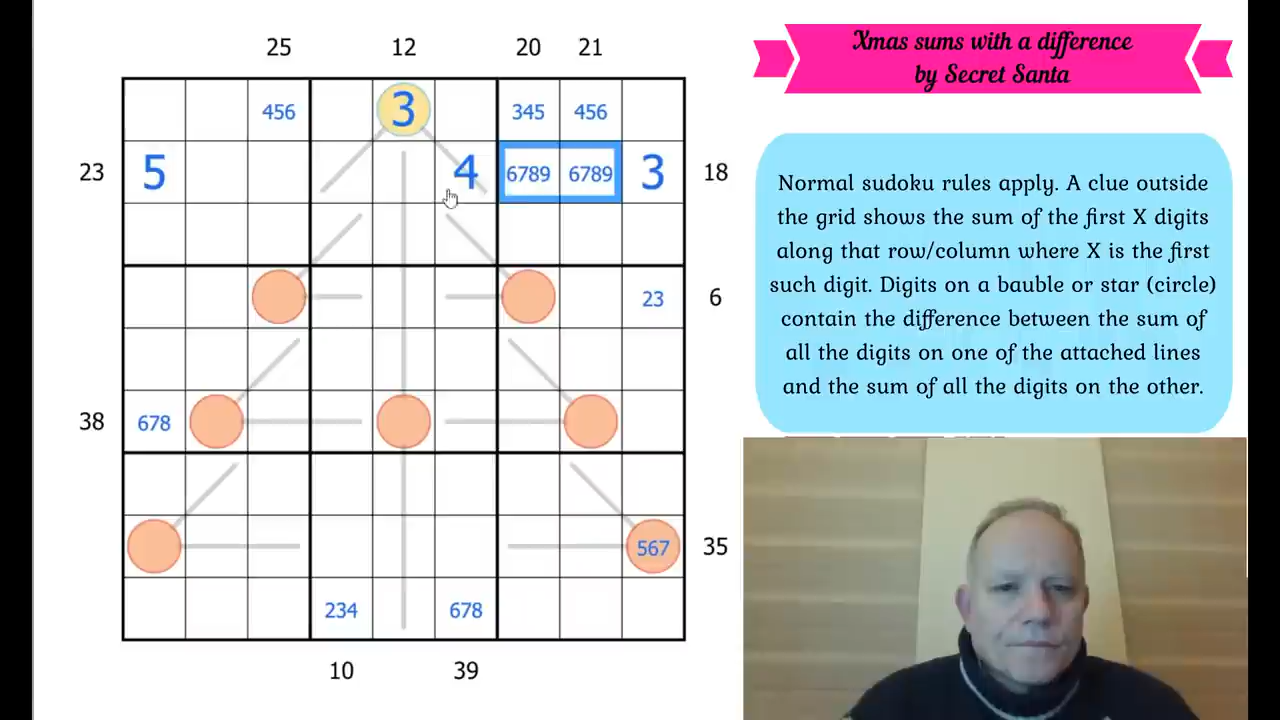 Xmas sums with a difference
by Secret Santa
Normal sudoku rules apply. A clue outside
the grid shows the sum of the first X digits
along that row/column where X is the first
such digit. Digits on a bauble or star (circle)
contain the difference between the sum of
all the digits on one of the attached lines
and the sum of all the digits on the other.
25 12 20 21
456 3 345 456
23 5 4 6789 6789 3 18
23 6
38 678
567 35
234 678
10 39